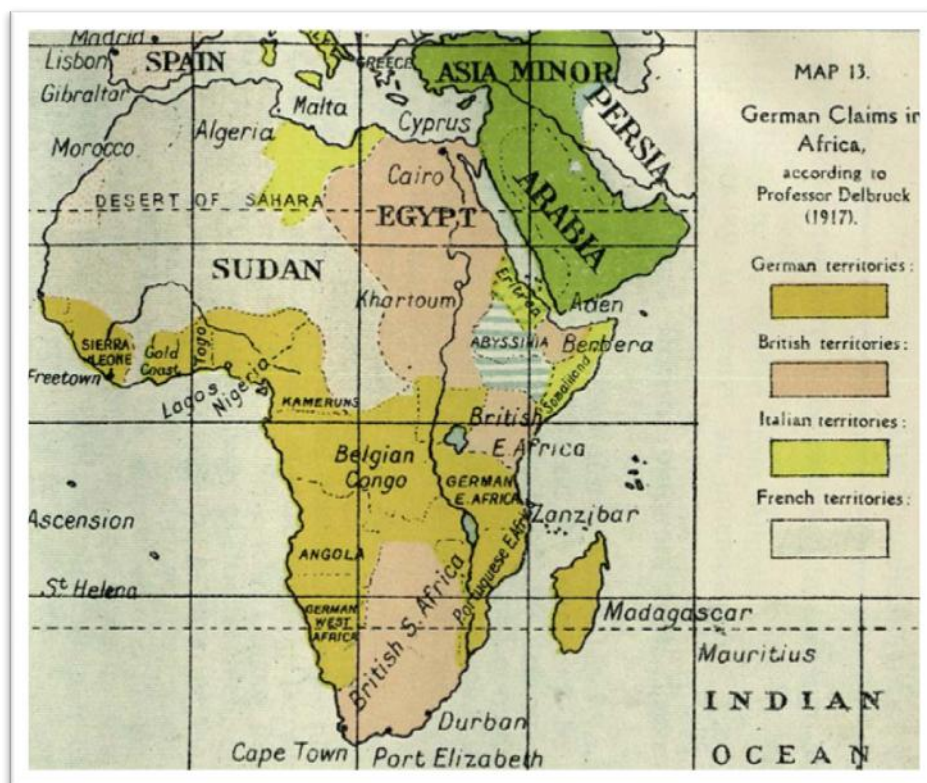 MAP 13.
German Claims in
Africa,
according to
Professor Delbruck
(1917).
German territories:
British territories:
Italian territories:
French territories:
Madrid
Lisbon
SPAIN
Gibraltar
GREECE
ASIA MINOR
Malta
Cyprus
PERSIA
Algeria
Morocco
Cairo
DESERT OF SAHARA
EGYPT
ARABIA
SUDAN
Khartoum
Eritrea
Aden
ABYSSINIA
Berbera
Somaliland
SIERRA
LEONE
Gold
Coast
Togo
Freetown
Lagos
Nigeria
KAMERUNS
British
E. Africa
Belgian
Congo
GERMAN
E. AFRICA
Zanzibar
Ascension
ANGOLA
Portuguese E. Africa
St Helena
GERMAN
WEST
AFRICA
British S. Africa
Madagascar
Mauritius
INDIAN
OCEAN
Durban
Cape Town
Port Elizabeth